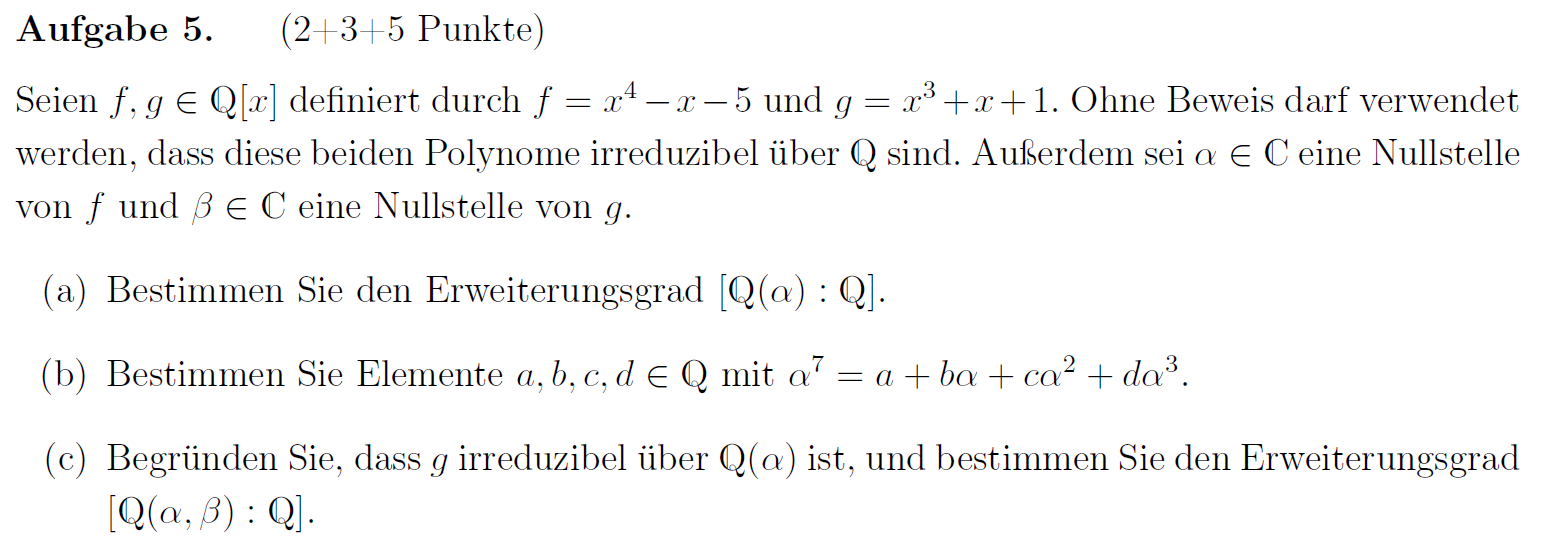 Aufgabe 5. (2+3+5 Punkte)
Seien f, g ∈ ℚ[x] definiert durch f = x⁴ − x − 5 und g = x³ + x + 1. Ohne Beweis darf verwendet
werden, dass diese beiden Polynome irreduzibel über ℚ sind. Außerdem sei α ∈ ℂ eine Nullstelle
von f und β ∈ ℂ eine Nullstelle von g.
(a) Bestimmen Sie den Erweiterungsgrad [ℚ(α) : ℚ].
(b) Bestimmen Sie Elemente a, b, c, d ∈ ℚ mit α⁷ = a + bα + cα² + dα³.
(c) Begründen Sie, dass g irreduzibel über ℚ(α) ist, und bestimmen Sie den Erweiterungsgrad
[ℚ(α, β) : ℚ].